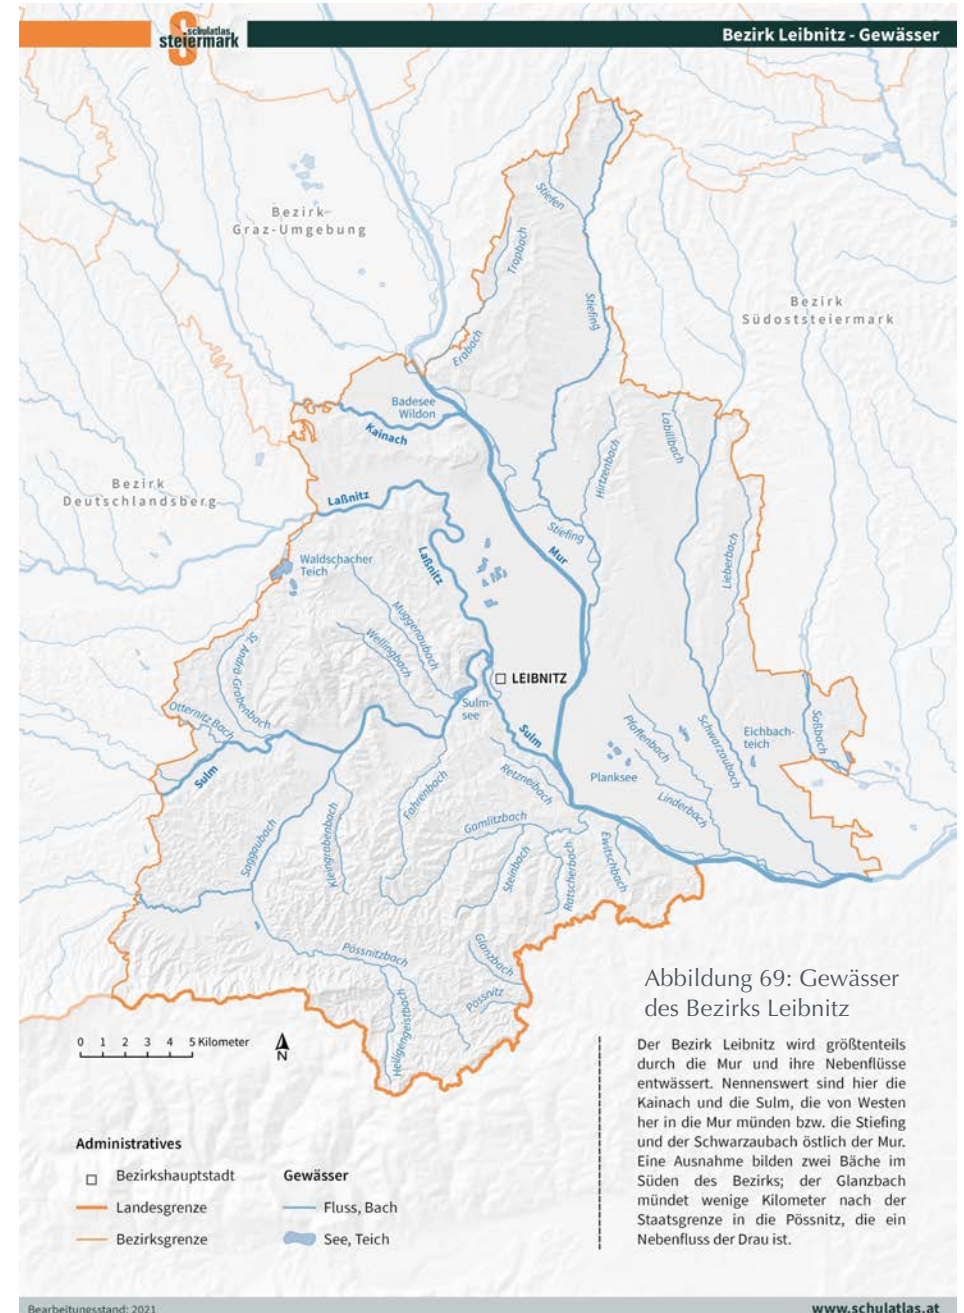 schulatlas
steiermark
Bezirk Leibnitz - Gewässer
Bezirk
Graz-Umgebung
Stiefen
Tropbach
Stiefing
Bezirk
Südoststeiermark
Erabach
Badesee
Wildon
Kainach
Labillbach
Hirtzenbach
Bezirk
Deutschlandsberg
Laßnitz
Stiefing
Mur
Laßnitz
Waldschacher
Teich
Lieberbach
Muggenaubach
Wellingbach
St. Andrä-Grabenbach
LEIBNITZ
Otternitz Bach
Sulm-
see
Sulm
Pfaffenbach
Schwarzaubach
Eichbach-
teich
Saßbach
Sulm
Retzneibach
Planksee
Fahrenbach
Linderbach
Saggaubach
Kleingrabenbach
Gamlitzbach
Steinbach
Ratscherbach
Ewitschbach
Pössnitzbach
Glanzbach
Pössnitz
Heiligengeistbach
Abbildung 69: Gewässer
des Bezirks Leibnitz
0 1 2 3 4 5 Kilometer
N
Der Bezirk Leibnitz wird größtenteils
durch die Mur und ihre Nebenflüsse
entwässert. Nennenswert sind hier die
Kainach und die Sulm, die von Westen
her in die Mur münden bzw. die Stiefing
und der Schwarzaubach östlich der Mur.
Eine Ausnahme bilden zwei Bäche im
Süden des Bezirks; der Glanzbach
mündet wenige Kilometer nach der
Staatsgrenze in die Pössnitz, die ein
Nebenfluss der Drau ist.
Administratives
Bezirkshauptstadt
Landesgrenze
Bezirksgrenze
Gewässer
Fluss, Bach
See, Teich
Bearbeitungsstand: 2021
www.schulatlas.at